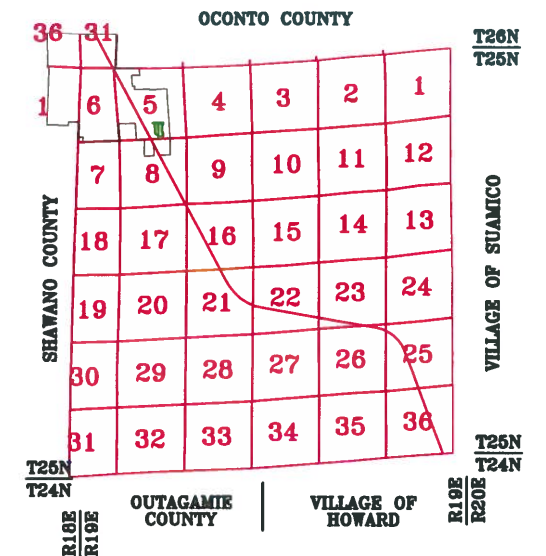 OCONTO COUNTY
36 31
T26N
T25N
1 6 5 4 3 2 1
7 8 9 10 11 12
18 17 16 15 14 13
19 20 21 22 23 24
30 29 28 27 26 25
31 32 33 34 35 36
SHAWANO COUNTY
VILLAGE OF SUAMICO
T25N
T24N
T25N
T24N
R18E
R19E
OUTAGAMIE
COUNTY
VILLAGE OF
HOWARD
R19E
R20E